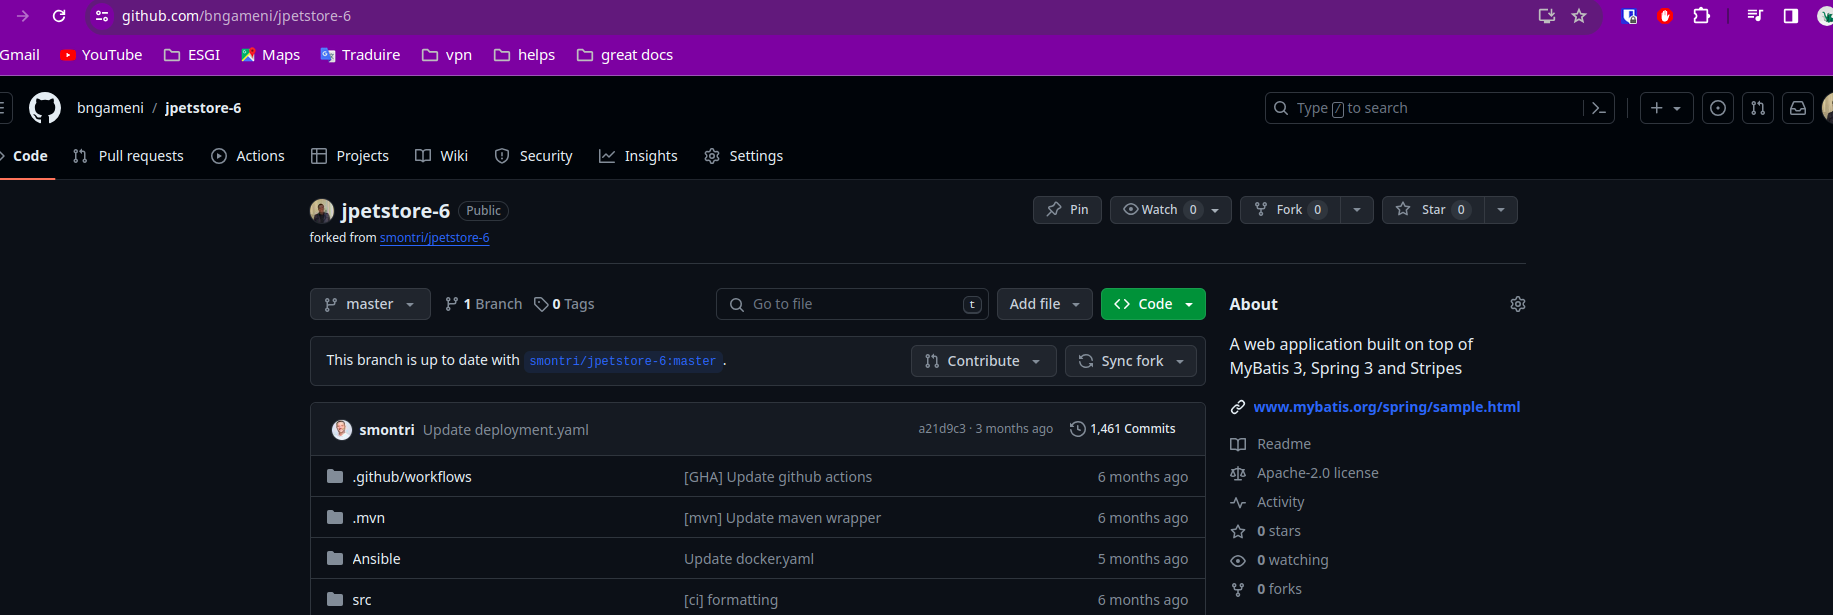 github.com/bngameni/jpetstore-6
Gmail YouTube ESGI Maps Traduire vpn helps great docs
bngameni / jpetstore-6 Type / to search
Code Pull requests Actions Projects Wiki Security Insights Settings
jpetstore-6 Public Pin Watch 0 Fork 0 Star 0
forked from smontri/jpetstore-6
master 1 Branch 0 Tags Go to file t Add file Code About
This branch is up to date with smontri/jpetstore-6:master. Contribute Sync fork
A web application built on top of
MyBatis 3, Spring 3 and Stripes
www.mybatis.org/spring/sample.html
smontri Update deployment.yaml a21d9c3 · 3 months ago 1,461 Commits
.github/workflows [GHA] Update github actions 6 months ago
.mvn [mvn] Update maven wrapper 6 months ago
Ansible Update docker.yaml 5 months ago
src [ci] formatting 6 months ago
Readme
Apache-2.0 license
Activity
0 stars
0 watching
0 forks